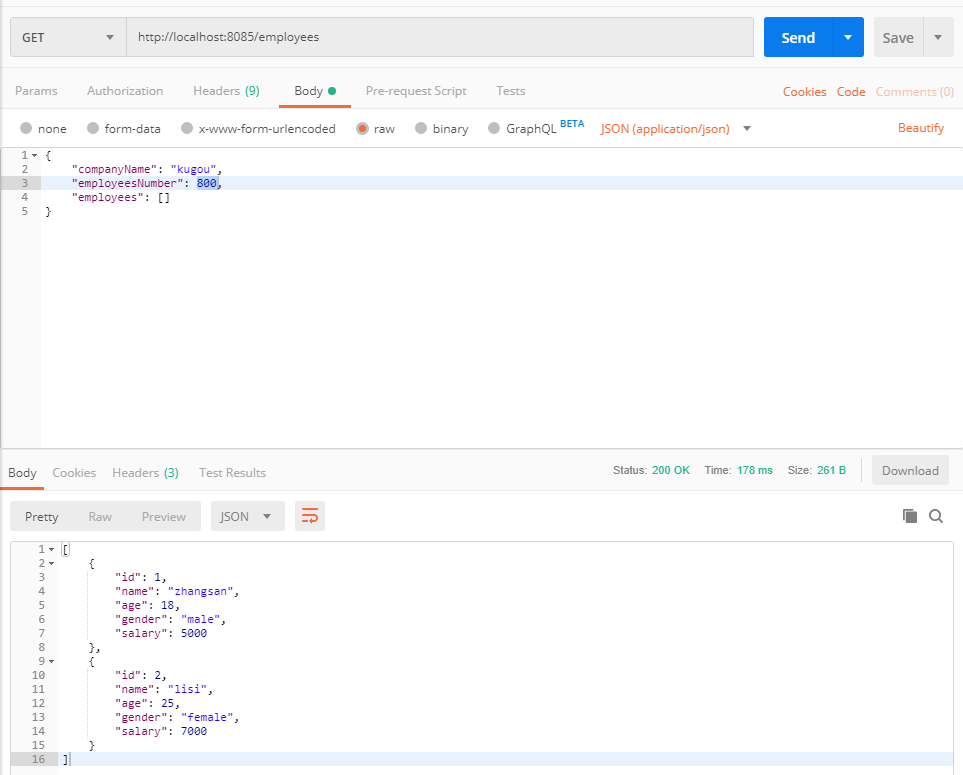 GET http://localhost:8085/employees Send Save
Params Authorization Headers (9) Body Pre-request Script Tests Cookies Code Comments (0)
none form-data x-www-form-urlencoded raw binary GraphQL BETA JSON (application/json) Beautify
1 {
2 "companyName": "kugou",
3 "employeesNumber": 800,
4 "employees": []
5 }
Body Cookies Headers (3) Test Results Status: 200 OK Time: 178 ms Size: 261 B Download
Pretty Raw Preview JSON
1 [
2 {
3 "id": 1,
4 "name": "zhangsan",
5 "age": 18,
6 "gender": "male",
7 "salary": 5000
8 },
9 {
10 "id": 2,
11 "name": "lisi",
12 "age": 25,
13 "gender": "female",
14 "salary": 7000
15 }
16 ]